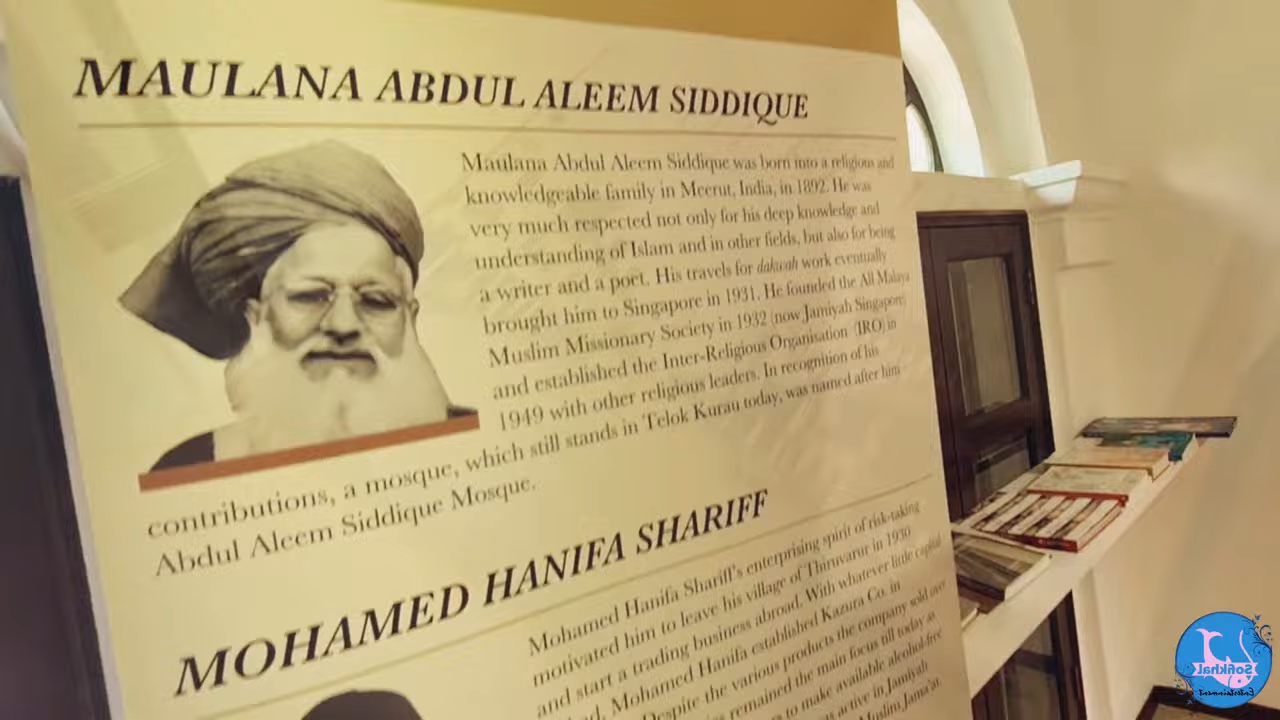 MAULANA ABDUL ALEEM SIDDIQUE
Maulana Abdul Aleem Siddique was born into a religious and
knowledgeable family in Meerut, India, in 1892. He was
very much respected not only for his deep knowledge and
understanding of Islam and in other fields, but also for being
a writer and a poet. His travels for dakwah work eventually
brought him to Singapore in 1931. He founded the All Malaya
Muslim Missionary Society in 1932 (now Jamiyah Singapore)
and established the Inter-Religious Organisation (IRO) in
1949 with other religious leaders. In recognition of his
contributions, a mosque, which still stands in Telok Kurau today, was named after him
Abdul Aleem Siddique Mosque.
MOHAMED HANIFA SHARIFF
Mohamed Hanifa Shariff's enterprising spirit of risk-taking
motivated him to leave his village of Thiruvarur in 1930
and start a trading business abroad. With whatever little capital
Mohamed Hanifa established Kazura Co. in
Despite the various products the company sold over
remained the main focus till today as
to make available alcohol-free
active in Jamiyah
Muslim Jama'at
Sofikhal
Entertainment